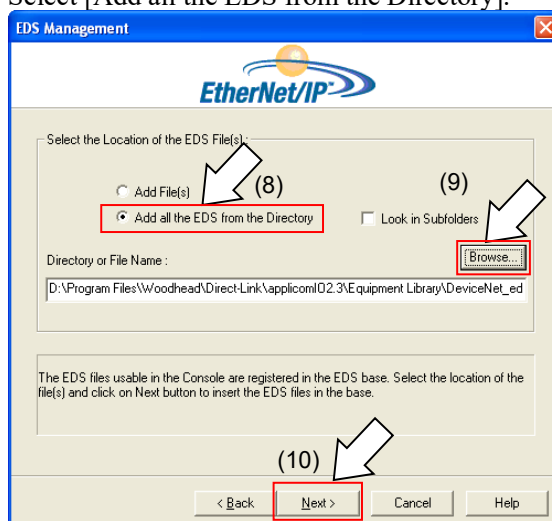 Select [Add all the EDS from the Directory].
EDS Management
EtherNet/IP
Select the Location of the EDS File(s) :
Add File(s)
(8)
(9)
Add all the EDS from the Directory
Look in Subfolders
Directory or File Name :
Browse...
D:\Program Files\Woodhead\Direct-Link\applicomIO2.3\Equipment Library\DeviceNet_ed
The EDS files usable in the Console are registered in the EDS base. Select the location of the
file(s) and click on Next button to insert the EDS files in the base.
(10)
< Back
Next >
Cancel
Help